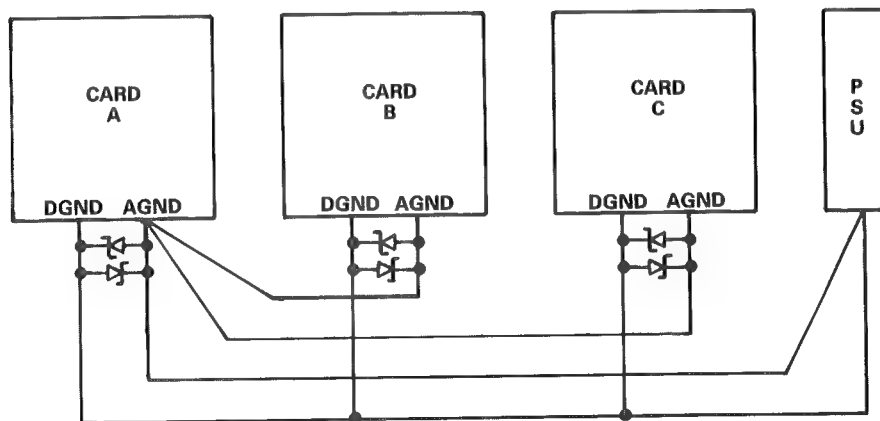 CARD
A
CARD
B
CARD
C
P
S
U
DGND AGND
DGND AGND
DGND AGND